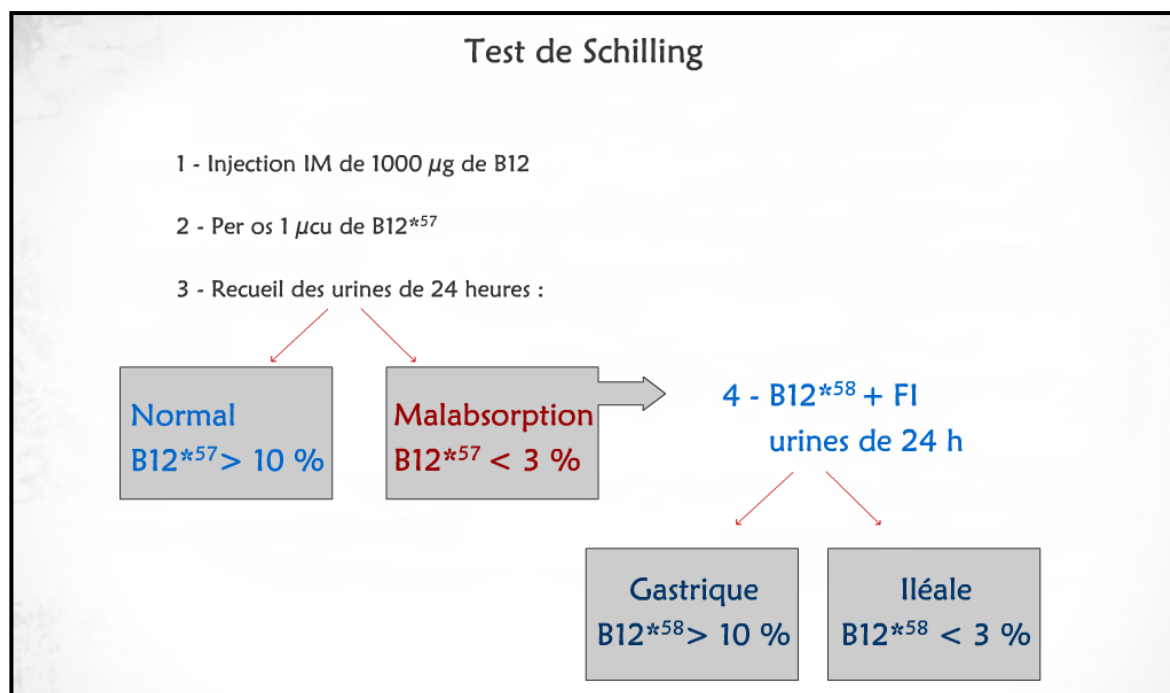 Test de Schilling
1 - Injection IM de 1000 µg de B12
2 - Per os 1 µcu de B12*57
3 - Recueil des urines de 24 heures :
Normal
B12*57 > 10 %
Malabsorption
B12*57 < 3 %
4 - B12*58 + FI
urines de 24 h
Gastrique
B12*58 > 10 %
Iléale
B12*58 < 3 %